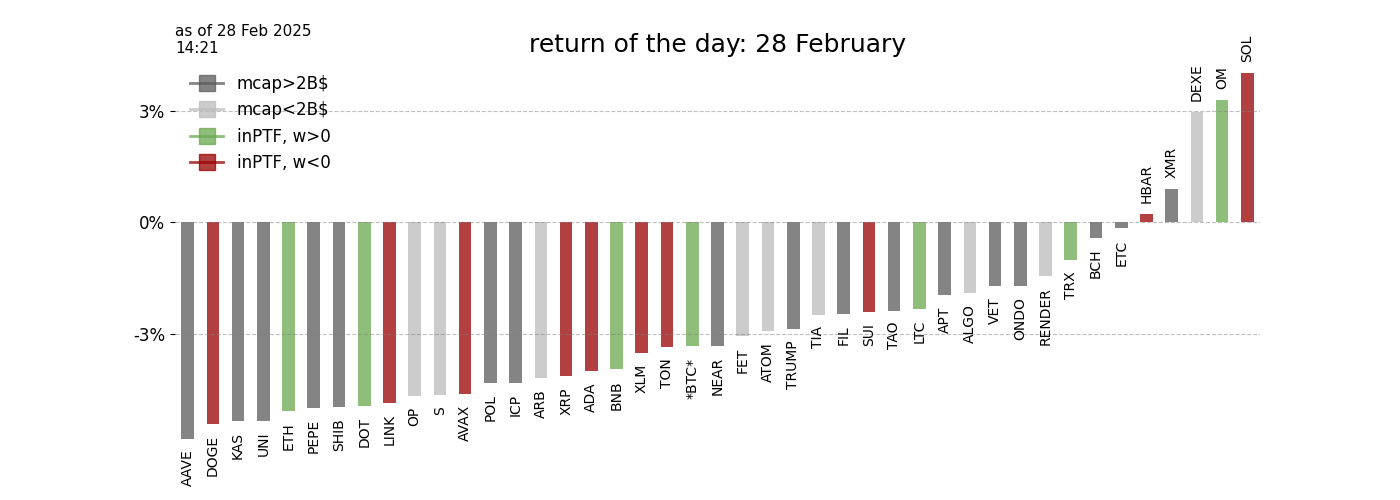 as of 28 Feb 2025
14:21
return of the day: 28 February
mcap>2B$
mcap<2B$
inPTF, w>0
inPTF, w<0
3%
0%
-3%
AAVE
DOGE
KAS
UNI
ETH
PEPE
SHIB
DOT
LINK
OP
S
AVAX
POL
ICP
ARB
XRP
ADA
BNB
XLM
TON
*BTC*
NEAR
FET
ATOM
TRUMP
TIA
FIL
SUI
TAO
LTC
APT
ALGO
VET
ONDO
RENDER
TRX
BCH
ETC
HBAR
XMR
DEXE
OM
SOL